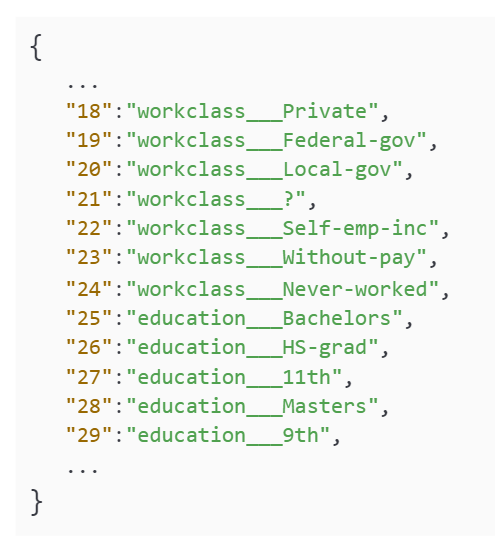 {
...
"18":"workclass___Private",
"19":"workclass___Federal-gov",
"20":"workclass___Local-gov",
"21":"workclass___?",
"22":"workclass___Self-emp-inc",
"23":"workclass___Without-pay",
"24":"workclass___Never-worked",
"25":"education___Bachelors",
"26":"education___HS-grad",
"27":"education___11th",
"28":"education___Masters",
"29":"education___9th",
...
}